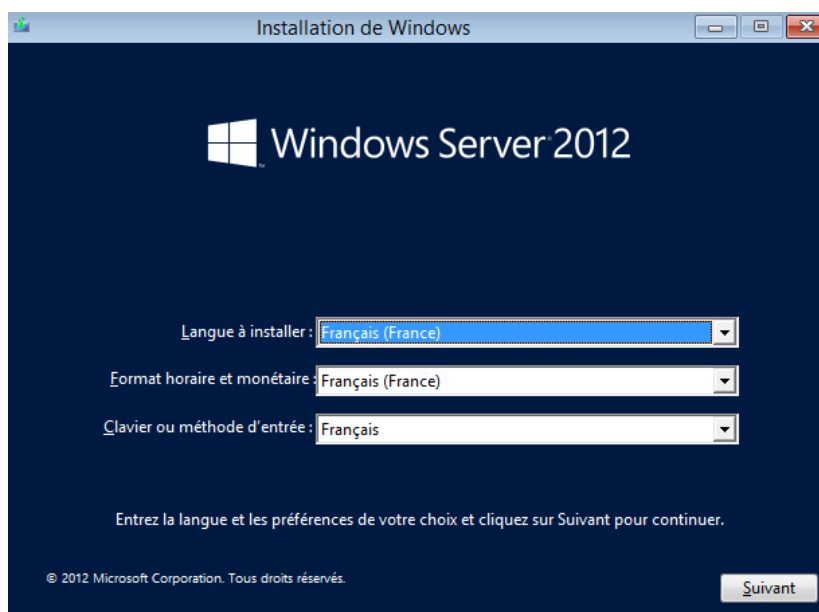 Installation de Windows
Windows Server 2012
Langue à installer : Français (France)
Format horaire et monétaire : Français (France)
Clavier ou méthode d'entrée : Français
Entrez la langue et les préférences de votre choix et cliquez sur Suivant pour continuer.
© 2012 Microsoft Corporation. Tous droits réservés.
Suivant